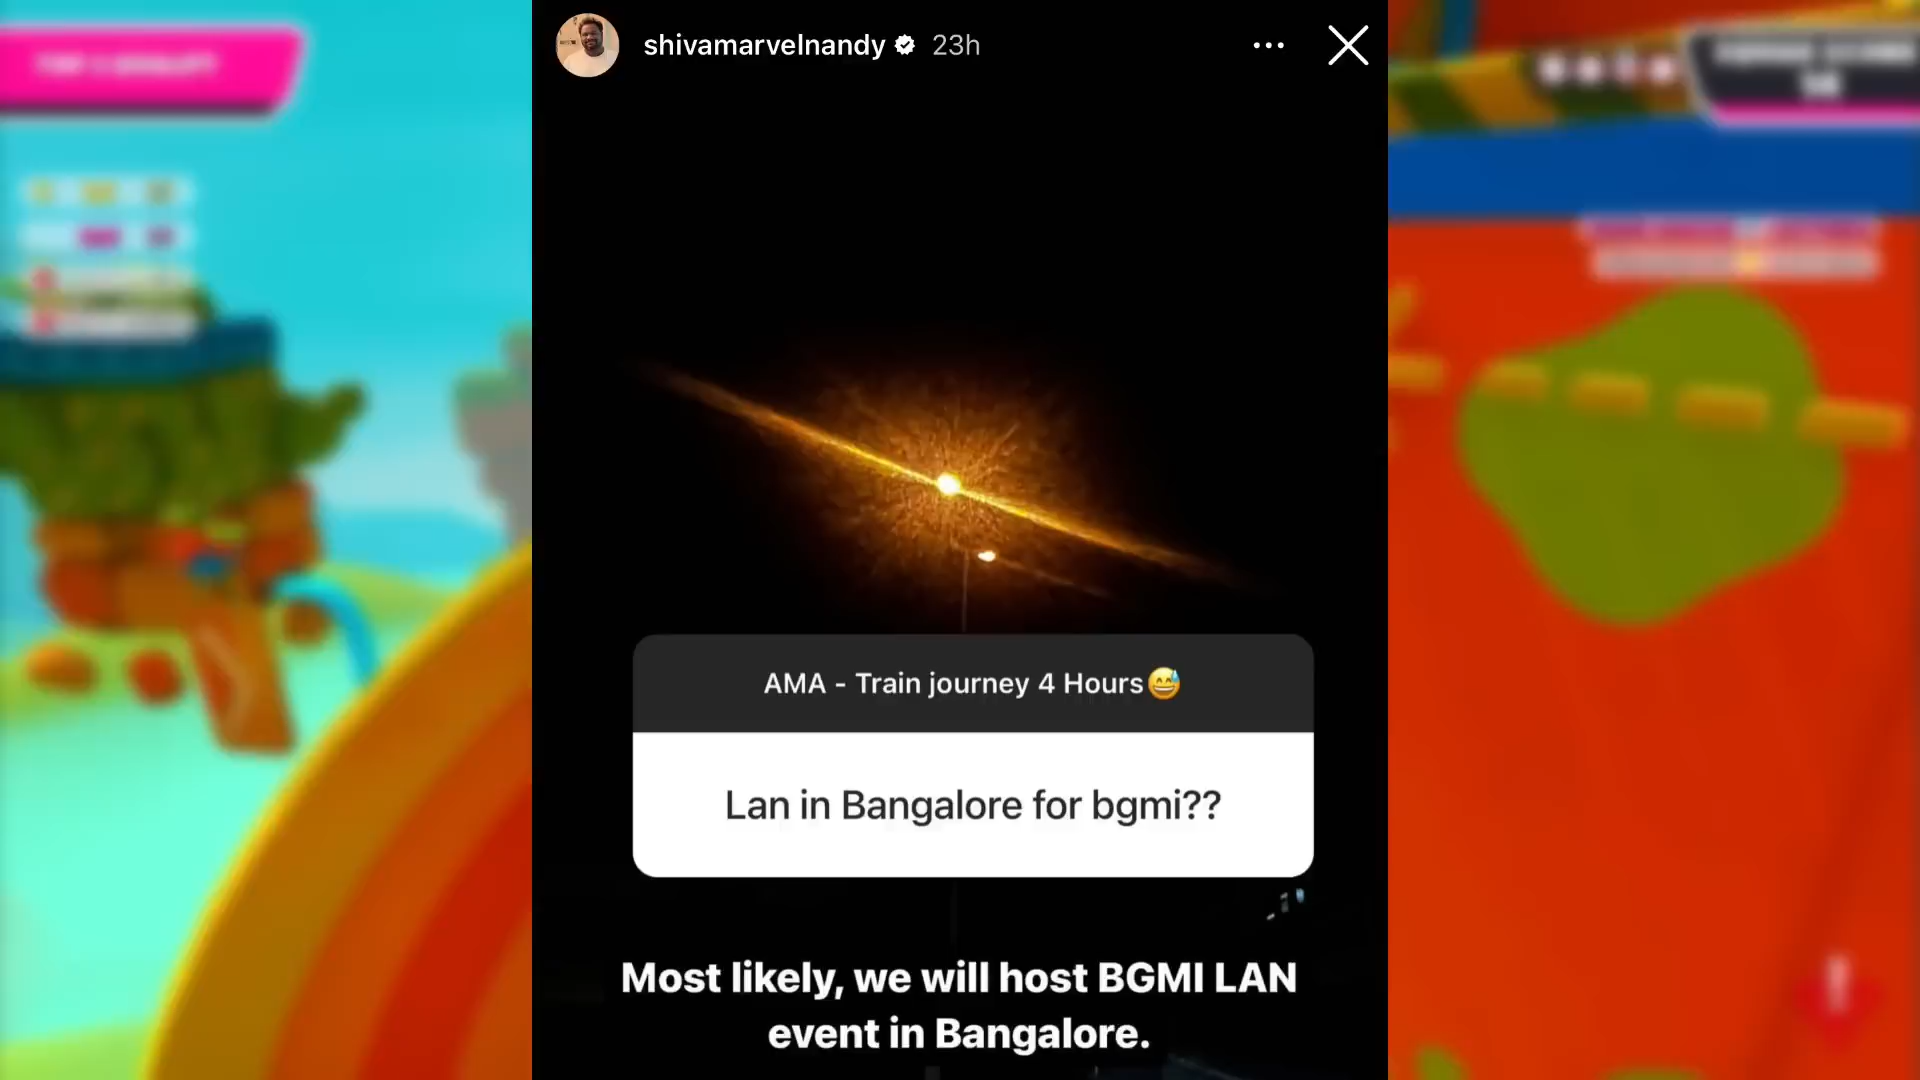 shivamarvelnandy 23h
AMA - Train journey 4 Hours😅
Lan in Bangalore for bgmi??
Most likely, we will host BGMI LAN
event in Bangalore.